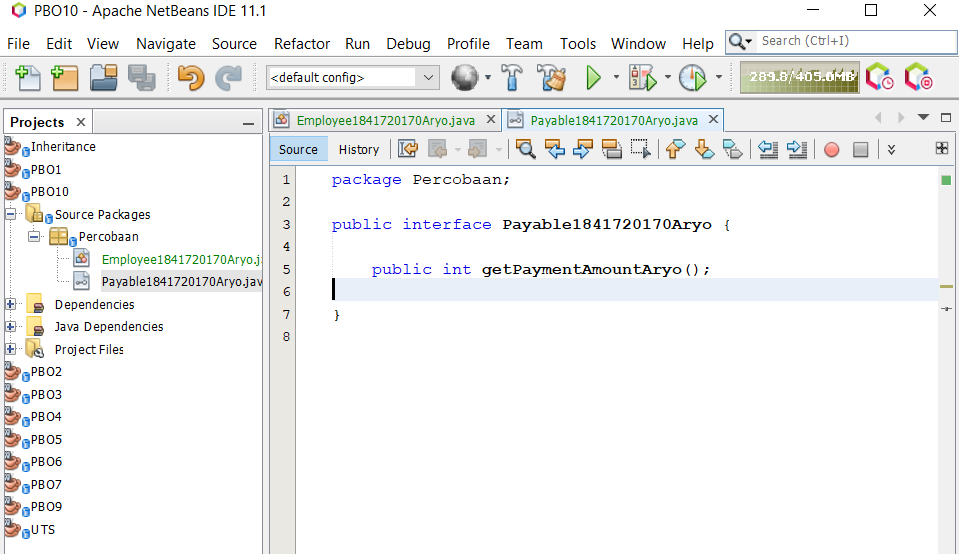 PBO10 - Apache NetBeans IDE 11.1
File Edit View Navigate Source Refactor Run Debug Profile Team Tools Window Help Search (Ctrl+I)
<default config> 289.8/405.0MB
Projects
Employee1841720170Aryo.java Payable1841720170Aryo.java
Source History
Inheritance
PBO1
PBO10
Source Packages
Percobaan
Employee1841720170Aryo.j
Payable1841720170Aryo.jav
Dependencies
Java Dependencies
Project Files
PBO2
PBO3
PBO4
PBO5
PBO6
PBO7
PBO9
UTS
1 package Percobaan;
2
3 public interface Payable1841720170Aryo {
4
5 public int getPaymentAmountAryo();
6
7 }
8